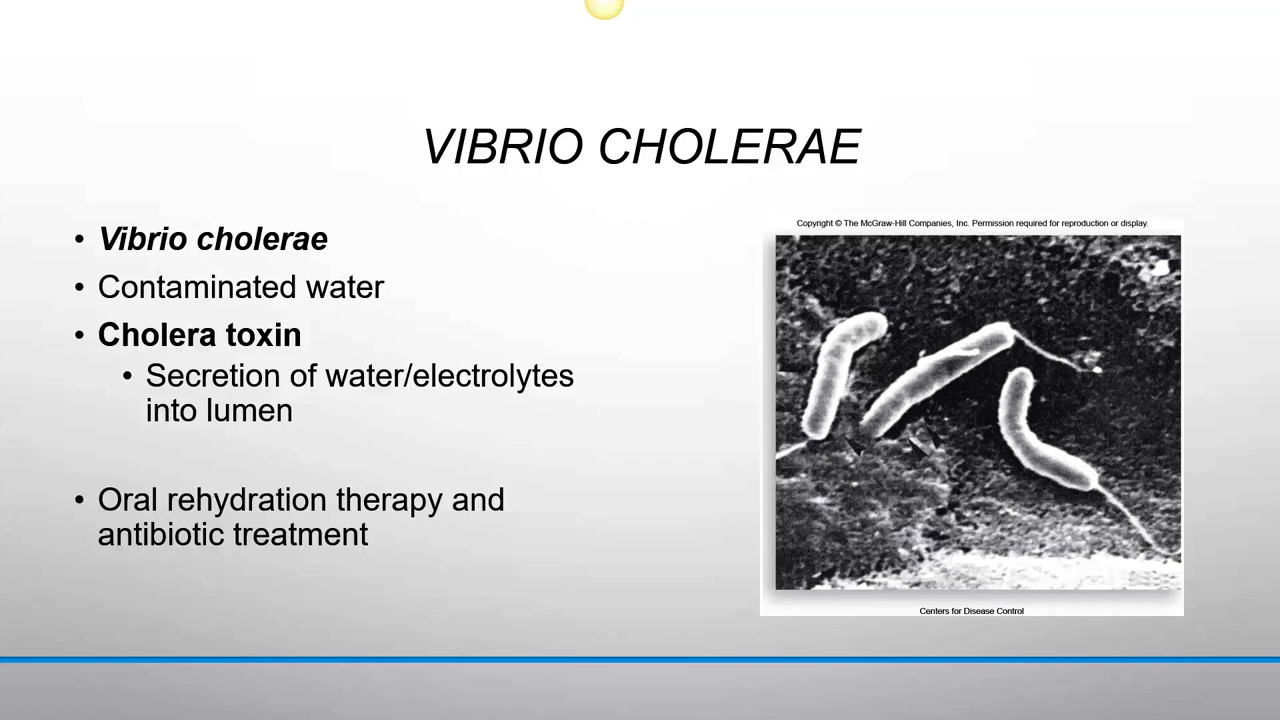 VIBRIO CHOLERAE
• Vibrio cholerae
• Contaminated water
• Cholera toxin
• Secretion of water/electrolytes
into lumen
• Oral rehydration therapy and
antibiotic treatment
Copyright © The McGraw-Hill Companies, Inc. Permission required for reproduction or display.
Centers for Disease Control